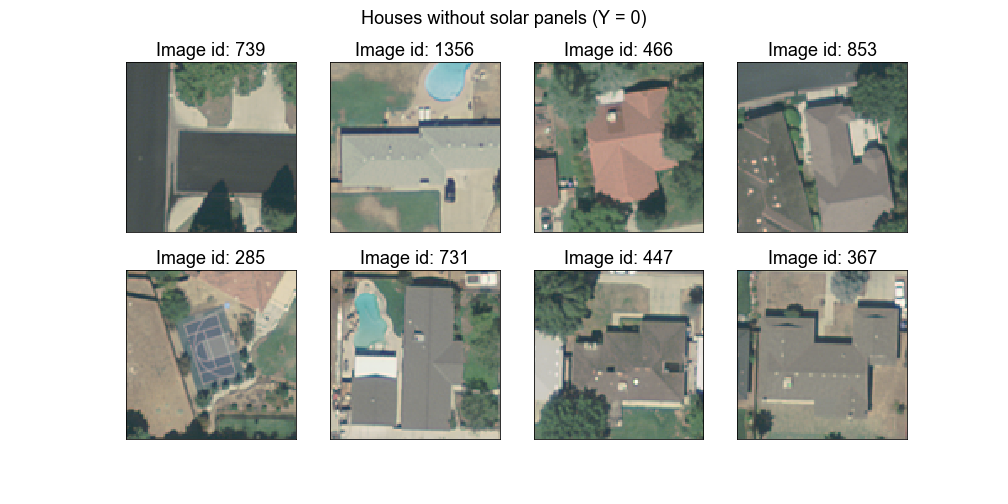 Houses without solar panels (Y = 0)
Image id: 739
Image id: 1356
Image id: 466
Image id: 853
Image id: 285
Image id: 731
Image id: 447
Image id: 367